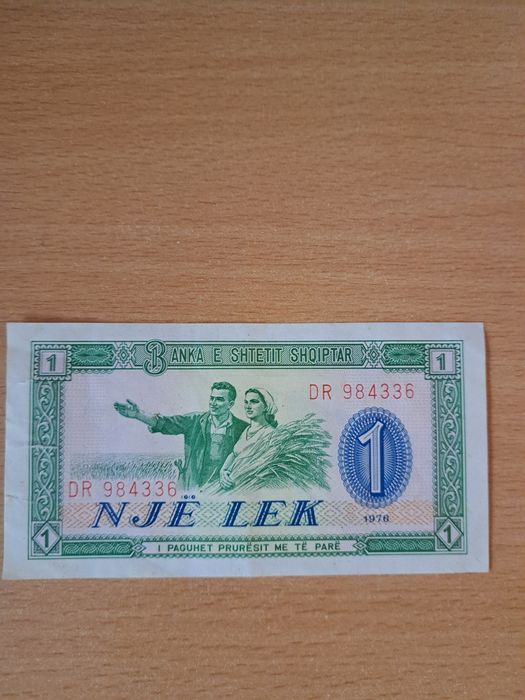 1 BANKA E SHTETIT SHQIPTAR 1
DR 984336
1
DR 984336
NJË LEK
1976
1 I PAGUHET PRURËSIT ME TË PARË 1